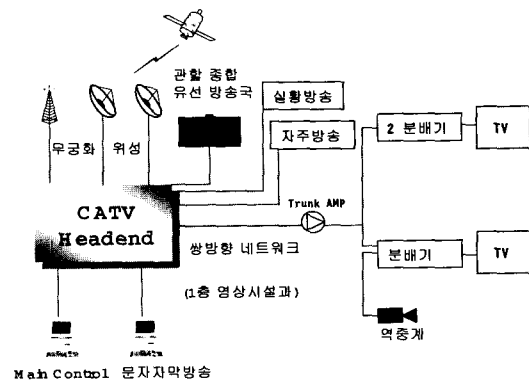 관할 종합
유선 방송국
실황방송
무궁화 위성
자주방송
2 분배기
TV
CATV
Headend
Trunk AMP
쌍방향 네트워크
분배기
TV
(1층 영상시설과)
역중계
Main Control 문자자막방송